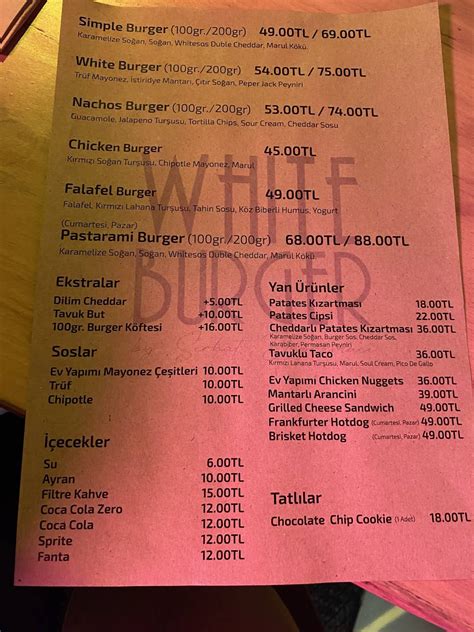 Simple Burger (100gr./200gr) 49.00TL / 69.00TL
Karamelize Soğan, Soğan, Whitesos Duble Cheddar, Marul Kökü.
White Burger (100gr./200gr) 54.00TL / 75.00TL
Trüf Mayonez, İstiridye Mantarı, Çıtır Soğan, Peper Jack Peyniri
Nachos Burger (100gr./200gr) 53.00TL / 74.00TL
Guacamole, Jalapeno Turşusu, Tortilla Chips, Sour Cream, Cheddar Sosu
Chicken Burger 45.00TL
Kırmızı Soğan Turşusu, Chipotle Mayonez, Marul
Falafel Burger 49.00TL
Falafel, Kırmızı Lahana Turşusu, Tahin Sosu, Köz Biberli Humus, Yogurt
(Cumartesi, Pazar)
Pastarami Burger (100gr./200gr) 68.00TL / 88.00TL
Karamelize Soğan, Soğan, Whitesos Duble Cheddar, Marul Kökü
WHITE
BURGER
Ekstralar
Dilim Cheddar +5.00TL
Tavuk But +10.00TL
100gr. Burger Köftesi +16.00TL
Soslar
Ev Yapımı Mayonez Çeşitleri 10.00TL
Trüf 10.00TL
Chipotle 10.00TL
İçecekler
Su 6.00TL
Ayran 10.00TL
Filtre Kahve 15.00TL
Coca Cola Zero 12.00TL
Coca Cola 12.00TL
Sprite 12.00TL
Fanta 12.00TL
Yan Ürünler
Patates Kızartması 18.00TL
Patates Cipsi 22.00TL
Cheddarlı Patates Kızartması 36.00TL
Karamelize Soğan, Burger Sos, Cheddar Sos,
Karabiber, Permasan Peyniri
Tavuklu Taco 36.00TL
Kırmızı Lahana Turşusu, Marul, Soul Cream, Pico De Gallo
Ev Yapımı Chicken Nuggets 36.00TL
Mantarlı Arancini 39.00TL
Grilled Cheese Sandwich 49.00TL
Frankfurter Hotdog (Cumartesi, Pazar) 49.00TL
Brisket Hotdog (Cumartesi, Pazar) 49.00TL
Tatlılar
Chocolate Chip Cookie (1 Adet) 18.00TL